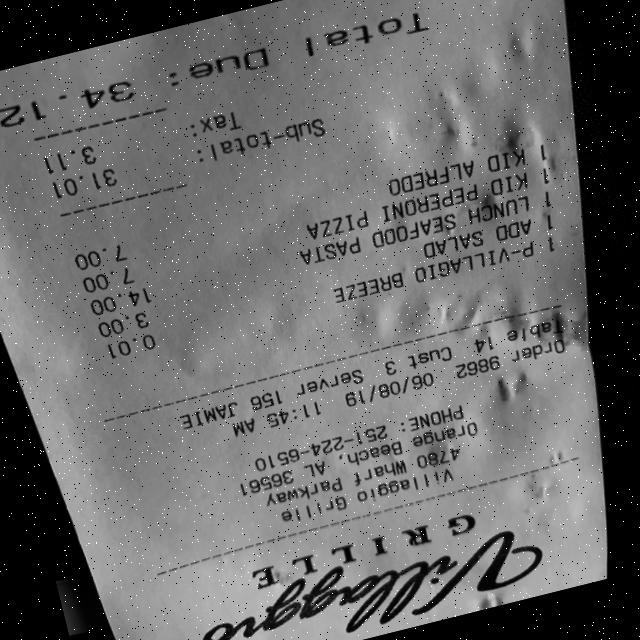 Villaggio
GRILLE
Villaggio Grille
4790 Wharf Parkway
Orange Beach, AL 36561
PHONE: 251-224-6510
Order 9862 06/08/19 11:45 AM
Table 14 Cust 3 Server 156 JAMIE
1 P-VILLAGIO BREEZE 0.01
1 ADD SALAD 3.00
1 LUNCH SEAFOOD PASTA 14.00
1 KID PEPERONI PIZZA 7.00
1 KID ALFREDO 7.00
Sub-total: 31.01
Tax: 3.11
Total Due: 34.12